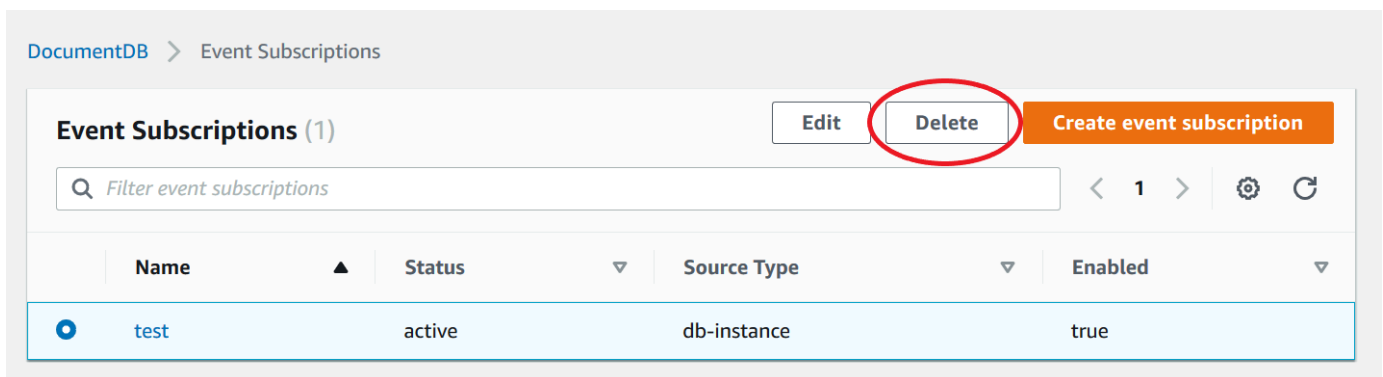 DocumentDB > Event Subscriptions
Event Subscriptions (1)
Edit
Delete
Create event subscription
Filter event subscriptions
1
Name Status Source Type Enabled
test active db-instance true